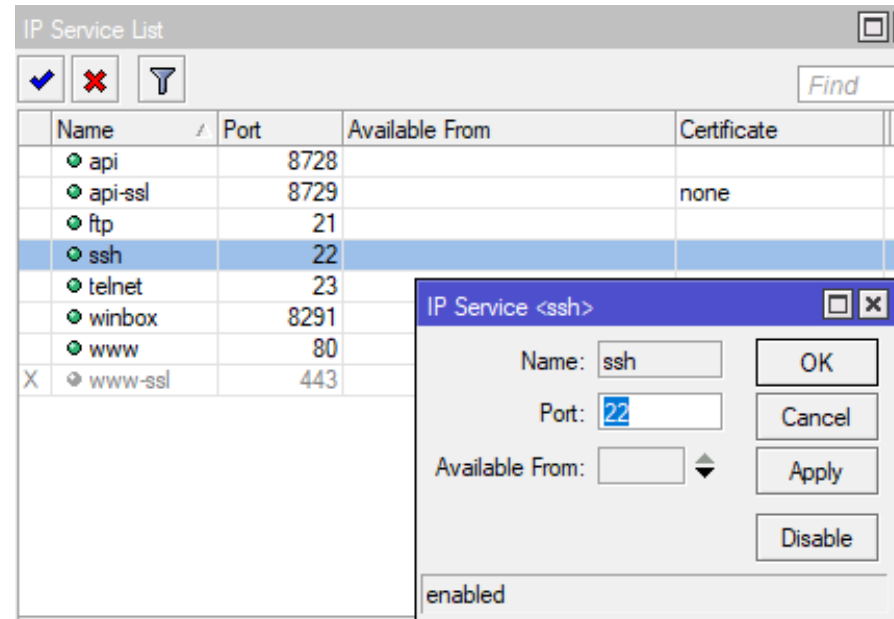 IP Service List
Find
Name Port Available From Certificate
api 8728
api-ssl 8729 none
ftp 21
ssh 22
telnet 23
winbox 8291
www 80
X www-ssl 443
IP Service <ssh>
Name: ssh OK
Port: 22 Cancel
Available From: Apply
Disable
enabled